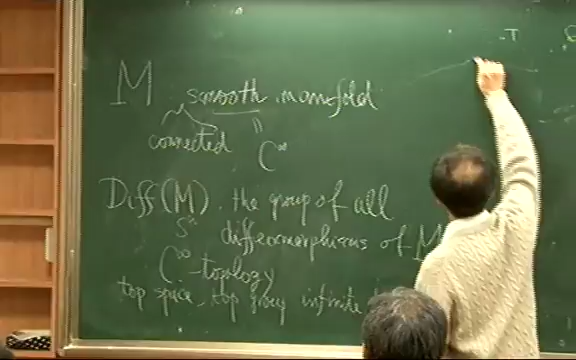 M smooth manifold
connected C∞
Diff(M). the group of all
diffeomorphisms of M
C∞-topology
top space, top group infinite